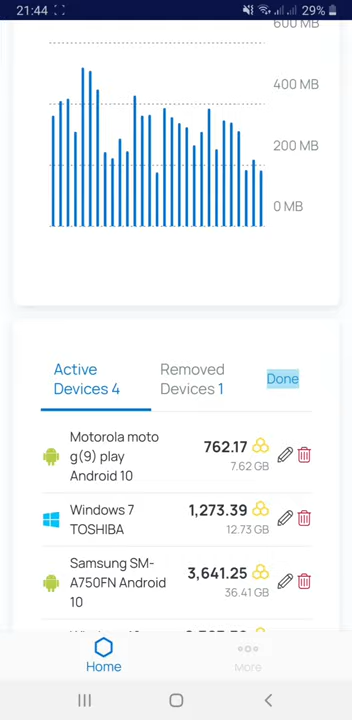 21:44 29%
600 MB
400 MB
200 MB
0 MB
Active Devices 4
Removed Devices 1
Done
Motorola moto
g(9) play
Android 10
762.17
7.62 GB
Windows 7
TOSHIBA
1,273.39
12.73 GB
Samsung SM-
A750FN Android
10
3,641.25
36.41 GB
Home
More